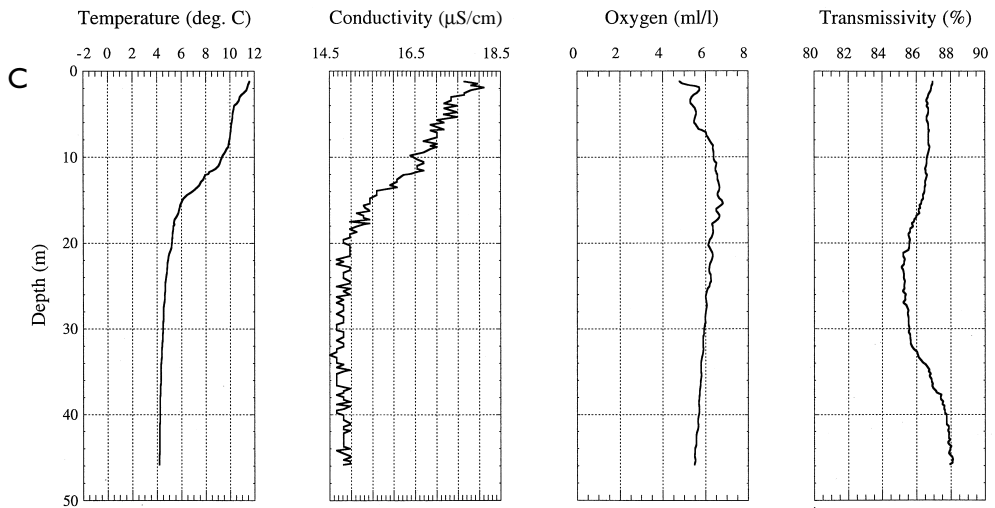 Temperature (deg. C) Conductivity (μS/cm) Oxygen (ml/l) Transmissivity (%)
-2 0 2 4 6 8 10 12 14.5 16.5 18.5 0 2 4 6 8 80 82 84 86 88 90
C
0
10
20
30
40
50
Depth (m)